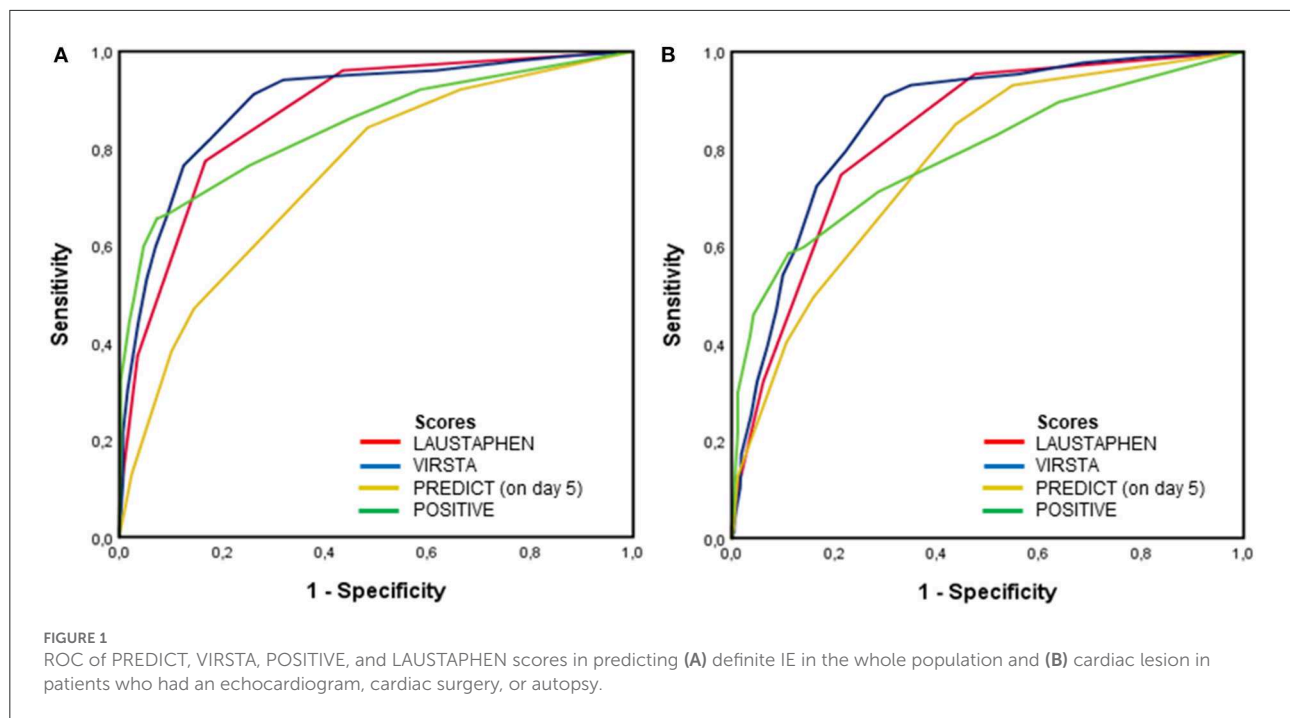 A
1,0
0,8
0,6
0,4
0,2
0,0
0,0 0,2 0,4 0,6 0,8 1,0
Sensitivity
1 - Specificity
Scores
LAUSTAPHEN
VIRSTA
PREDICT (on day 5)
POSITIVE
B
1,0
0,8
0,6
0,4
0,2
0,0
0,0 0,2 0,4 0,6 0,8 1,0
Sensitivity
1 - Specificity
Scores
LAUSTAPHEN
VIRSTA
PREDICT (on day 5)
POSITIVE
FIGURE 1
ROC of PREDICT, VIRSTA, POSITIVE, and LAUSTAPHEN scores in predicting (A) definite IE in the whole population and (B) cardiac lesion in
patients who had an echocardiogram, cardiac surgery, or autopsy.